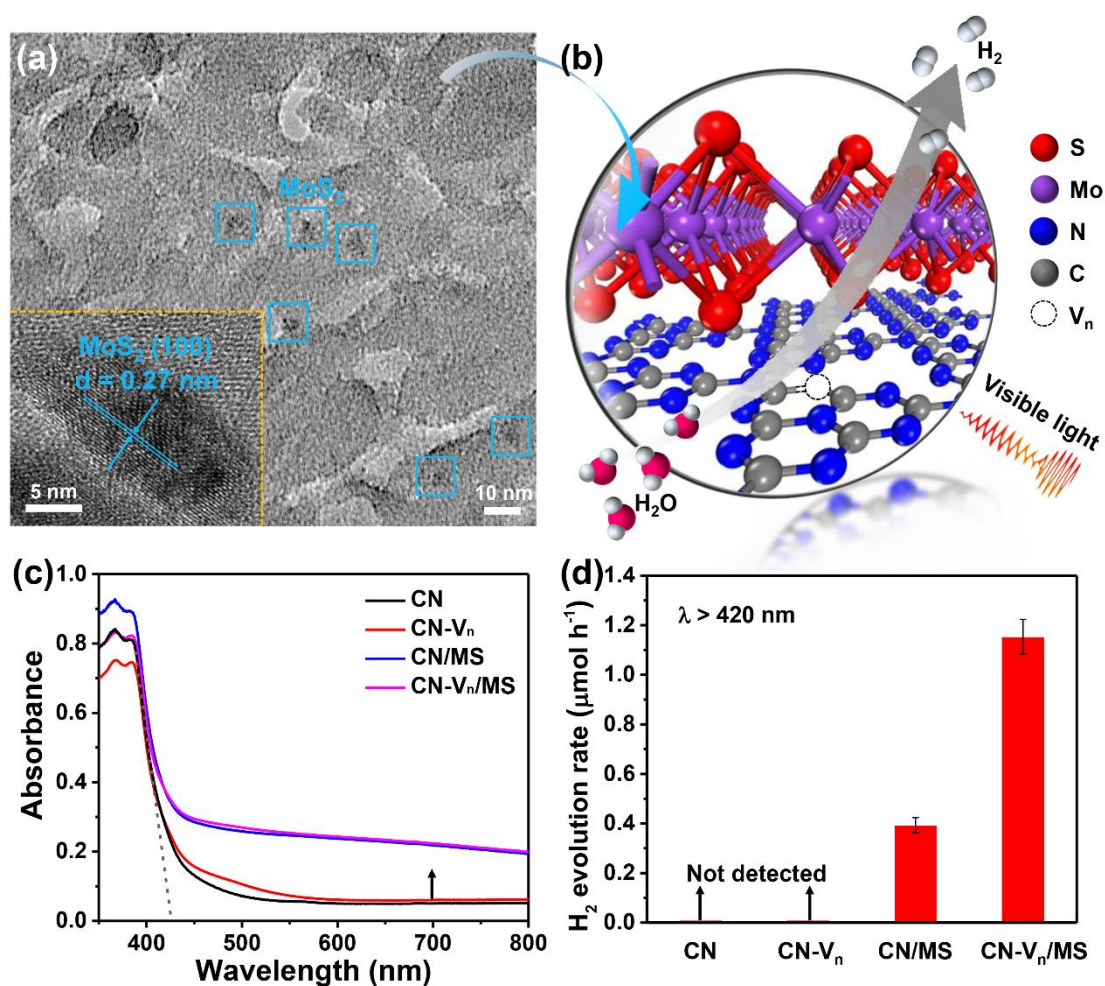 (a)
MoS₂
MoS₂ (100)
d = 0.27 nm
5 nm
10 nm
(b)
H₂
S
Mo
N
C
Vₙ
Visible light
H₂O
(c)
1.0
0.8
0.6
0.4
0.2
0.0
Absorbance
CN
CN-Vₙ
CN/MS
CN-Vₙ/MS
400
500
600
700
800
Wavelength (nm)
(d)
1.4
1.2
1.0
0.8
0.6
0.4
0.2
0.0
H₂ evolution rate (μmol h⁻¹)
λ > 420 nm
Not detected
CN
CN-Vₙ
CN/MS
CN-Vₙ/MS